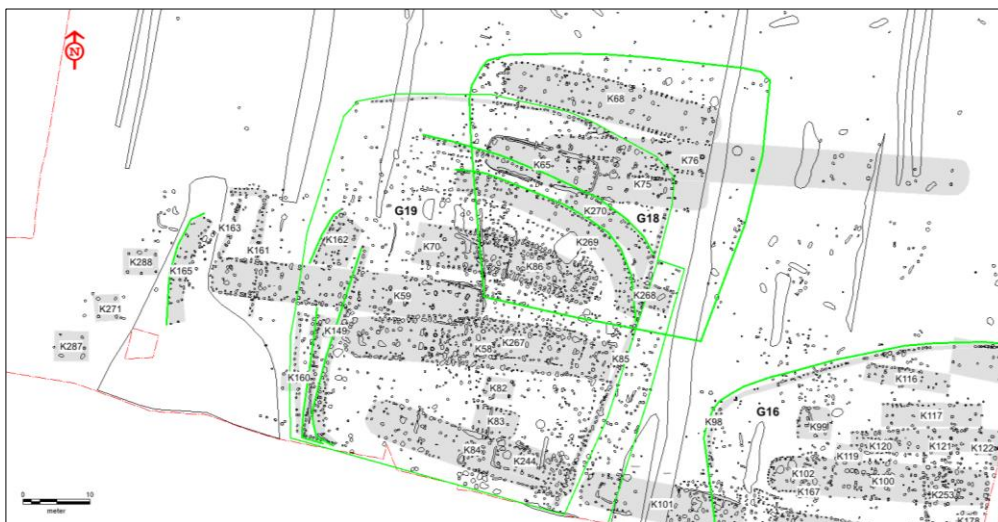 N
K68
K76
K65
K75
K270
G19
G18
K163
K162
K269
K161
K70
K86
K288
K165
K268
K271
K59
K149
K287
K58
K267
K85
K160
K116
K82
K98
G16
K83
K99
K117
K120
K121
K122
K84
K119
K244
K102
K100
K101
K167
K253
K178
0 10
meter